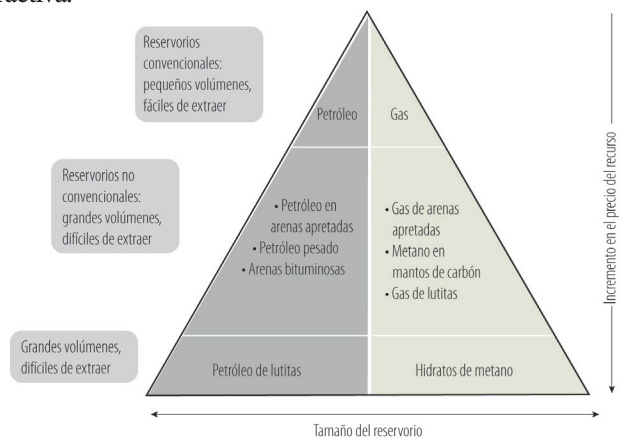 Reservorios
convencionales:
pequeños volúmenes,
fáciles de extraer
Petróleo
Gas
Reservorios no
convencionales:
grandes volúmenes,
difíciles de extraer
• Petróleo en
arenas apretadas
• Petróleo pesado
• Arenas bituminosas
• Gas de arenas
apretadas
• Metano en
mantos de carbón
• Gas de lutitas
Grandes volúmenes,
difíciles de extraer
Petróleo de lutitas
Hidratos de metano
Tamaño del reservorio
Incremento en el precio del recurso